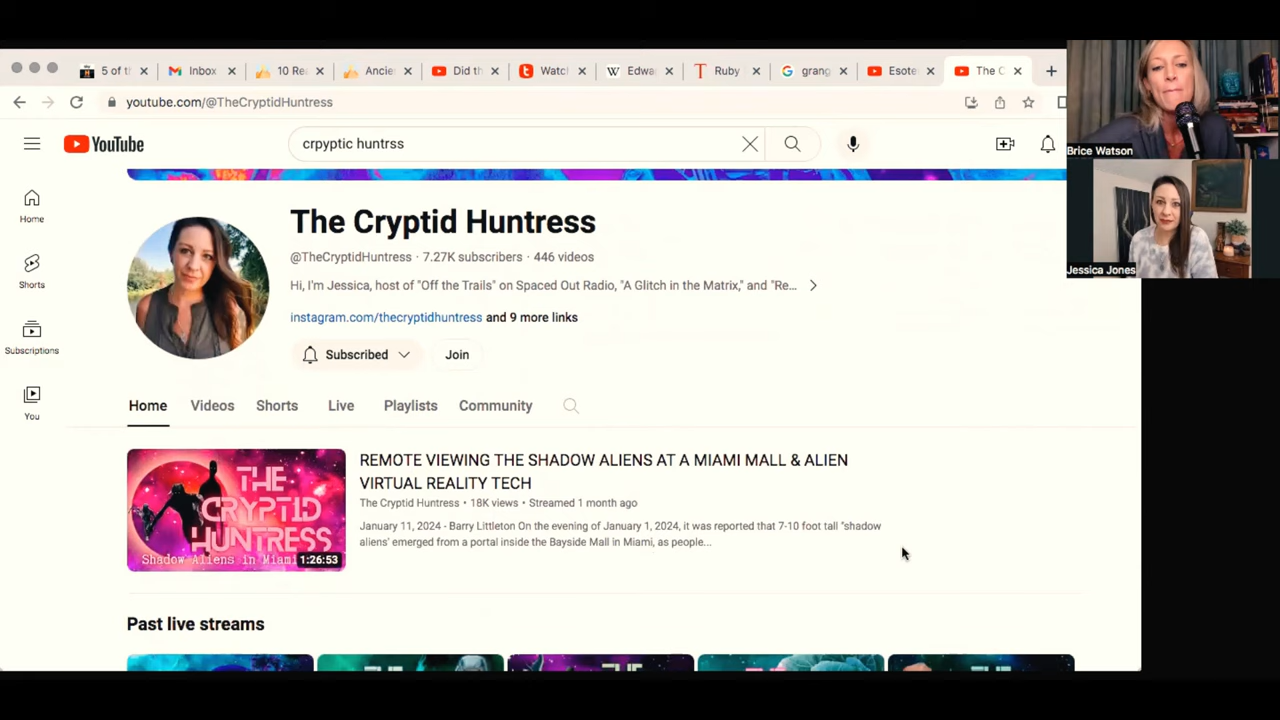 5 of th
Inbox
10 Re
Ancie
Did th
Watch
Edwa
Ruby
grang
Esote
The C
youtube.com/@TheCryptidHuntress
YouTube
crpyptic huntrss
Brice Watson
Home
Shorts
Subscriptions
You
The Cryptid Huntress
@TheCryptidHuntress · 7.27K subscribers · 446 videos
Hi, I'm Jessica, host of "Off the Trails" on Spaced Out Radio, "A Glitch in the Matrix," and "Re...
Jessica Jones
instagram.com/thecryptidhuntress and 9 more links
Subscribed
Join
Home Videos Shorts Live Playlists Community
THE CRYPTID HUNTRESS
Shadow Aliens in Miami
1:26:53
REMOTE VIEWING THE SHADOW ALIENS AT A MIAMI MALL & ALIEN
VIRTUAL REALITY TECH
The Cryptid Huntress • 18K views • Streamed 1 month ago
January 11, 2024 - Barry Littleton On the evening of January 1, 2024, it was reported that 7-10 foot tall "shadow
aliens' emerged from a portal inside the Bayside Mall in Miami, as people...
Past live streams
THE
THE